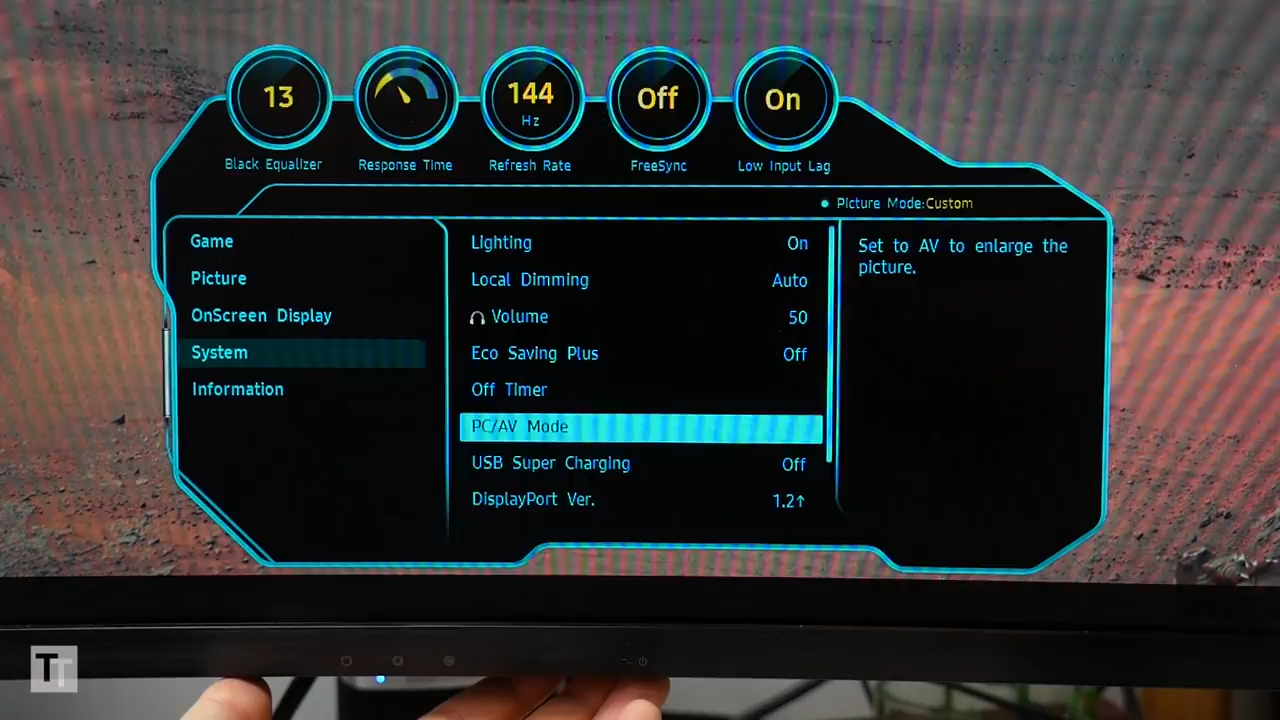 13
144
Hz
Off
On
Black Equalizer
Response Time
Refresh Rate
FreeSync
Low Input Lag
Picture Mode:Custom
Game
Picture
OnScreen Display
System
Information
Lighting On
Local Dimming Auto
Volume 50
Eco Saving Plus Off
Off Timer
PC/AV Mode
USB Super Charging Off
DisplayPort Ver. 1.2↑
Set to AV to enlarge the
picture.
TT